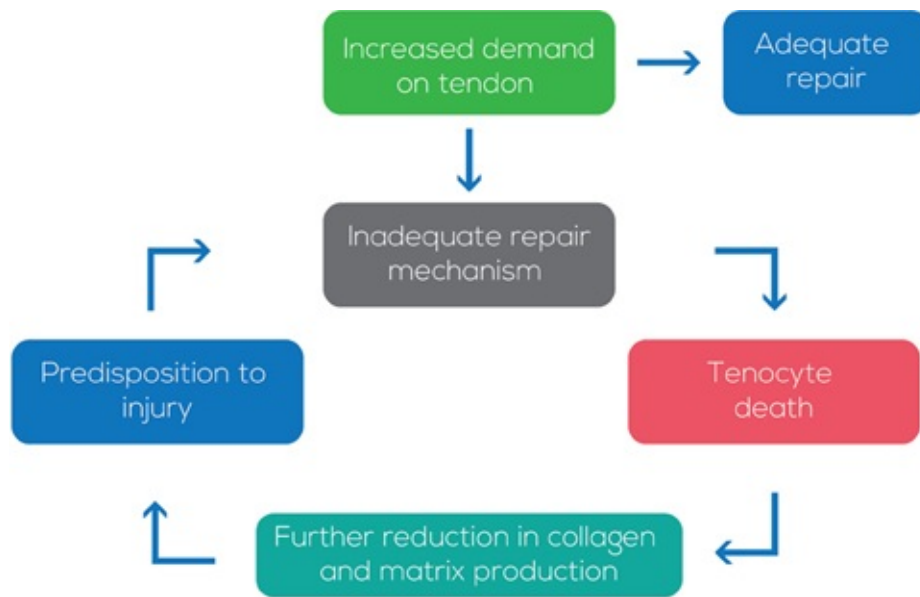 Increased demand
on tendon
Adequate
repair
Inadequate repair
mechanism
Predisposition to
injury
Tenocyte
death
Further reduction in collagen
and matrix production